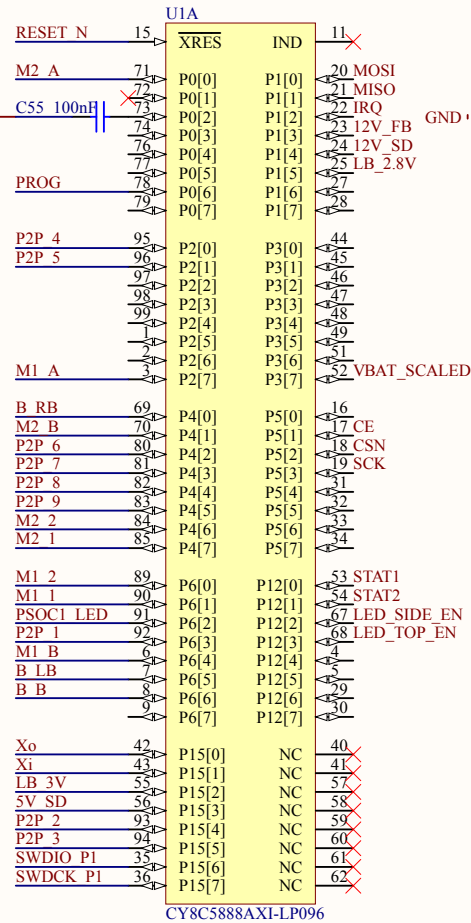 U1A
RESET_N 15 XRES IND 11
M2_A 71 P0[0] P1[0] 20 MOSI
72 P0[1] P1[1] 21 MISO
C55 100nF 73 P0[2] P1[2] 22 IRQ GND
74 P0[3] P1[3] 23 12V_FB
76 P0[4] P1[4] 24 12V_SD
77 P0[5] P1[5] 25 LB_2.8V
PROG 78 P0[6] P1[6] 27
79 P0[7] P1[7] 28
P2P_4 95 P2[0] P3[0] 44
P2P_5 96 P2[1] P3[1] 45
97 P2[2] P3[2] 46
98 P2[3] P3[3] 47
99 P2[4] P3[4] 48
1 P2[5] P3[5] 49
2 P2[6] P3[6] 51
M1_A 3 P2[7] P3[7] 52 VBAT_SCALED
B_RB 69 P4[0] P5[0] 16
M2_B 70 P4[1] P5[1] 17 CE
P2P_6 80 P4[2] P5[2] 18 CSN
P2P_7 81 P4[3] P5[3] 19 SCK
P2P_8 82 P4[4] P5[4] 31
P2P_9 83 P4[5] P5[5] 32
M2_2 84 P4[6] P5[6] 33
M2_1 85 P4[7] P5[7] 34
M1_2 89 P6[0] P12[0] 53 STAT1
M1_1 90 P6[1] P12[1] 54 STAT2
PSOC1_LED 91 P6[2] P12[2] 67 LED_SIDE_EN
P2P_1 92 P6[3] P12[3] 68 LED_TOP_EN
M1_B 6 P6[4] P12[4] 4
B_LB 7 P6[5] P12[5] 5
B_B 8 P6[6] P12[6] 29
9 P6[7] P12[7] 30
Xo 42 P15[0] NC 40
Xi 43 P15[1] NC 41
LB_3V 55 P15[2] NC 57
5V_SD 56 P15[3] NC 58
P2P_2 93 P15[4] NC 59
P2P_3 94 P15[5] NC 60
SWDIO_P1 35 P15[6] NC 61
SWDCK_P1 36 P15[7] NC 62
CY8C5888AXI-LP096